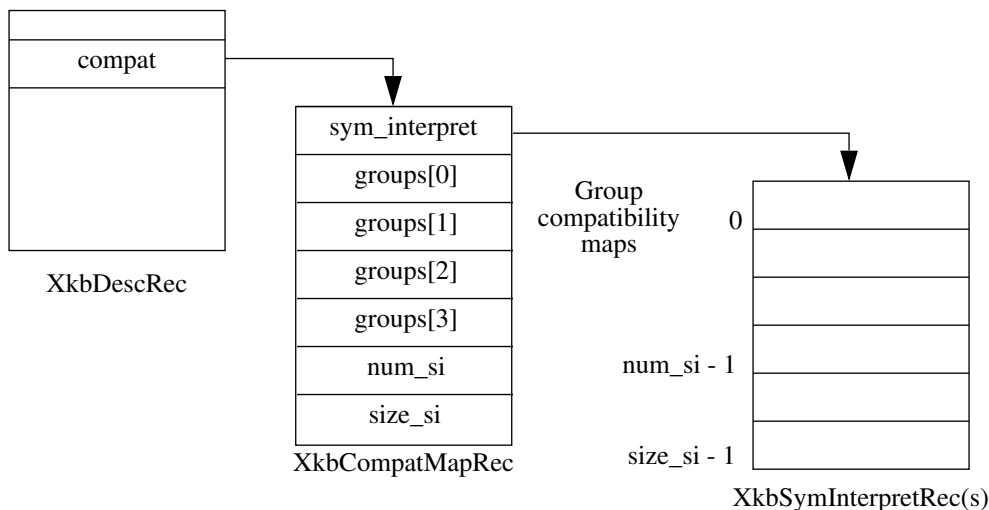 compat
XkbDescRec
sym_interpret
groups[0]
groups[1]
groups[2]
groups[3]
num_si
size_si
XkbCompatMapRec
Group
compatibility
maps
0
num_si - 1
size_si - 1
XkbSymInterpretRec(s)